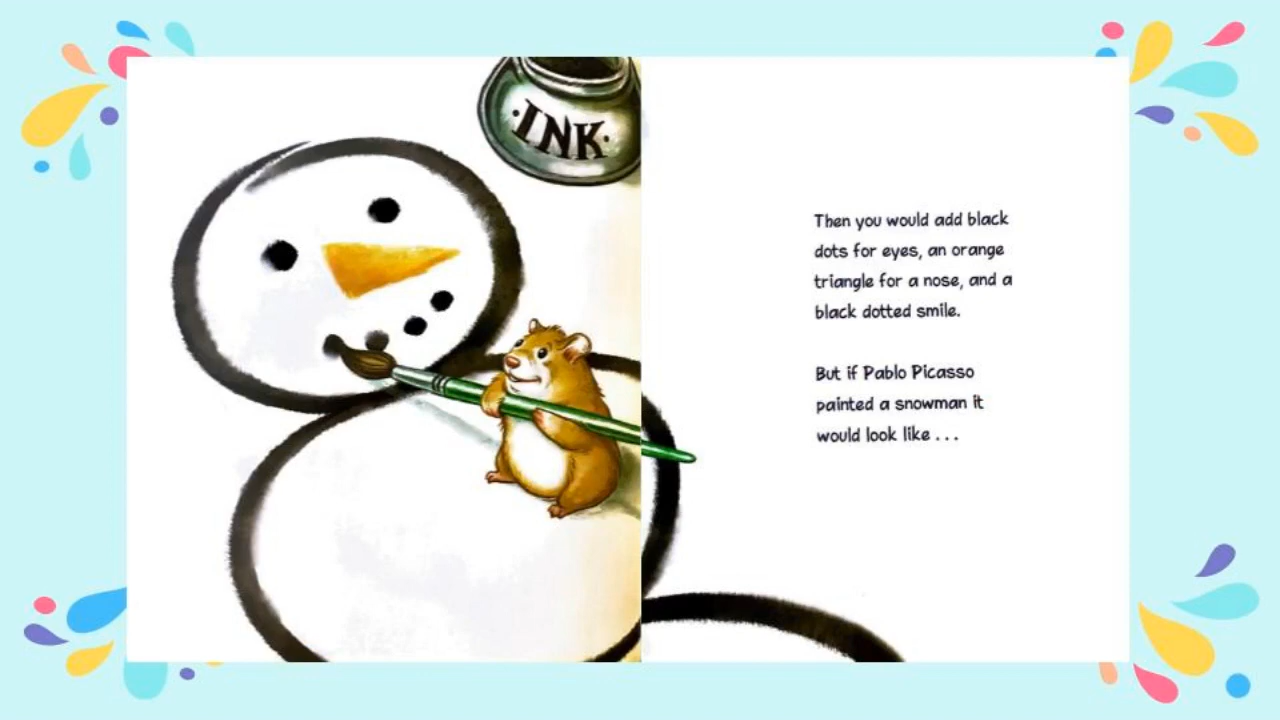 ·INK·
Then you would add black
dots for eyes, an orange
triangle for a nose, and a
black dotted smile.
But if Pablo Picasso
painted a snowman it
would look like . . .